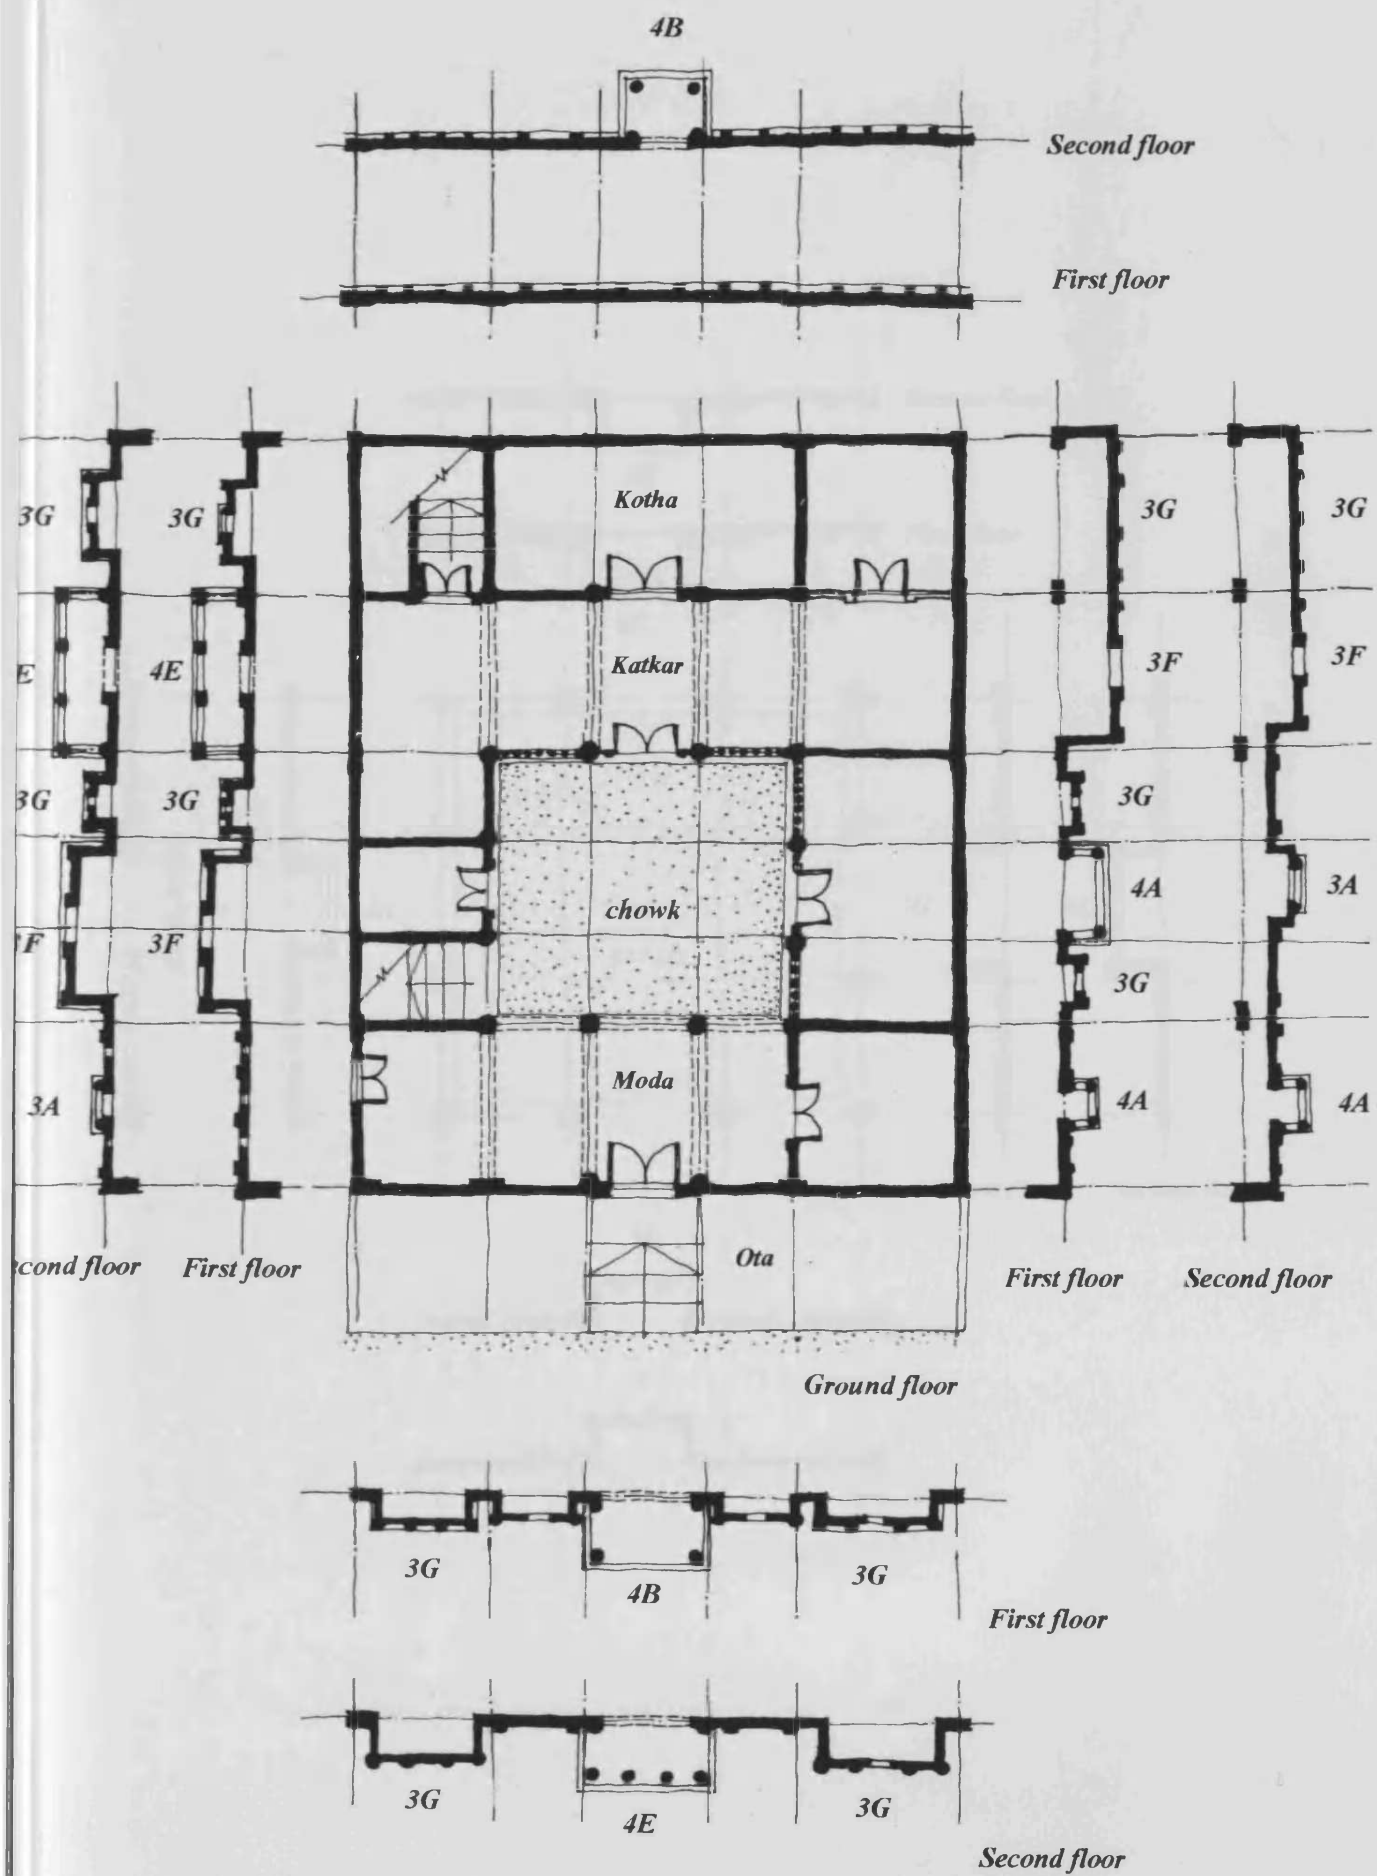 4B
Second floor
First floor
3G
3G
Kotha
3G
3G
E
4E
Katkar
3F
3F
3G
3G
3G
chowk
4A
3A
F
3F
3G
3A
Moda
4A
4A
cond floor
First floor
Ota
First floor
Second floor
Ground floor
3G
4B
3G
First floor
3G
4E
3G
Second floor